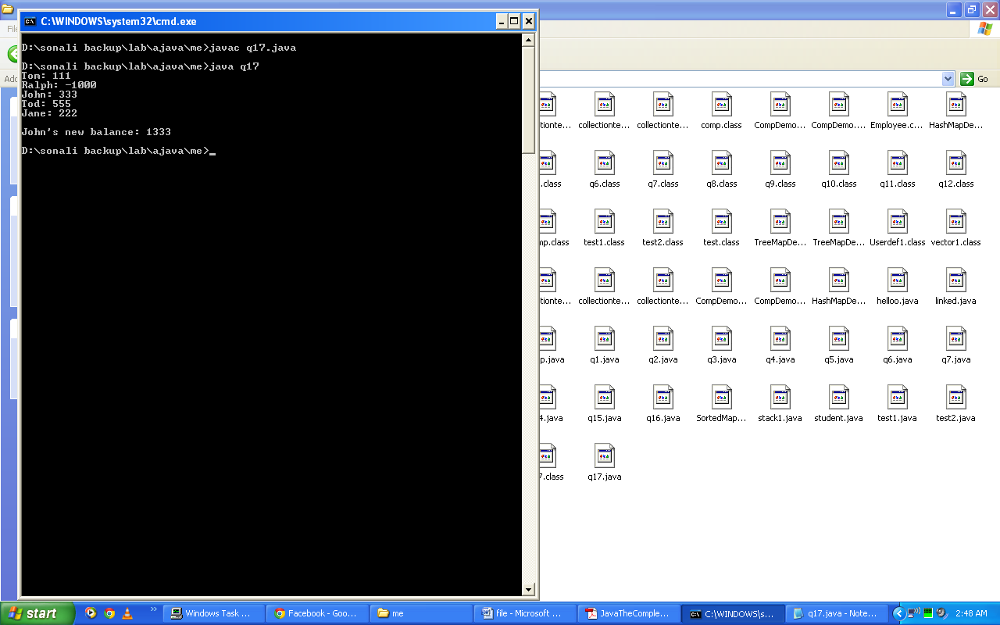 C:\WINDOWS\system32\cmd.exe
D:\sonali backup\lab\ajava\me>javac q17.java
D:\sonali backup\lab\ajava\me>java q17
Tom: 111
Ralph: -1000
John: 333
Tod: 555
Jane: 222
John's new balance: 1333
D:\sonali backup\lab\ajava\me>_
Go
collectionte... collectionte... comp.class CompDemo... CompDemo.... Employee.c... HashMapDe...
.class q6.class q7.class q8.class q9.class q10.class q11.class q12.class
mp.class test1.class test2.class test.class TreeMapDe... TreeMapDe... Userdef1.class vector1.class
collectionte... collectionte... collectionte... CompDemo... CompDemo... HashMapDe... helloo.java linked.java
p.java q1.java q2.java q3.java q4.java q5.java q6.java q7.java
4.java q15.java q16.java SortedMap... stack1.java student.java test1.java test2.java
7.class q17.java
start Windows Task ... Facebook - Goo... me file - Microsoft ... JavaTheComple... C:\WINDOWS\s... q17.java - Note... 2:48 AM